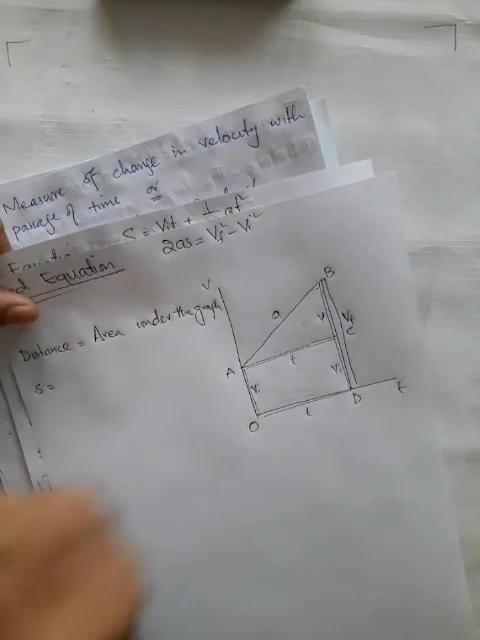 Measure of change in velocity with
passage of time or
S = Vit + 1/2 at²
2as = Vf² - Vi²
d Equation
Distance = Area under the graph
S =
V
B
a
V
Vf
C
A
t
Vi
Vi
O
t
D
t